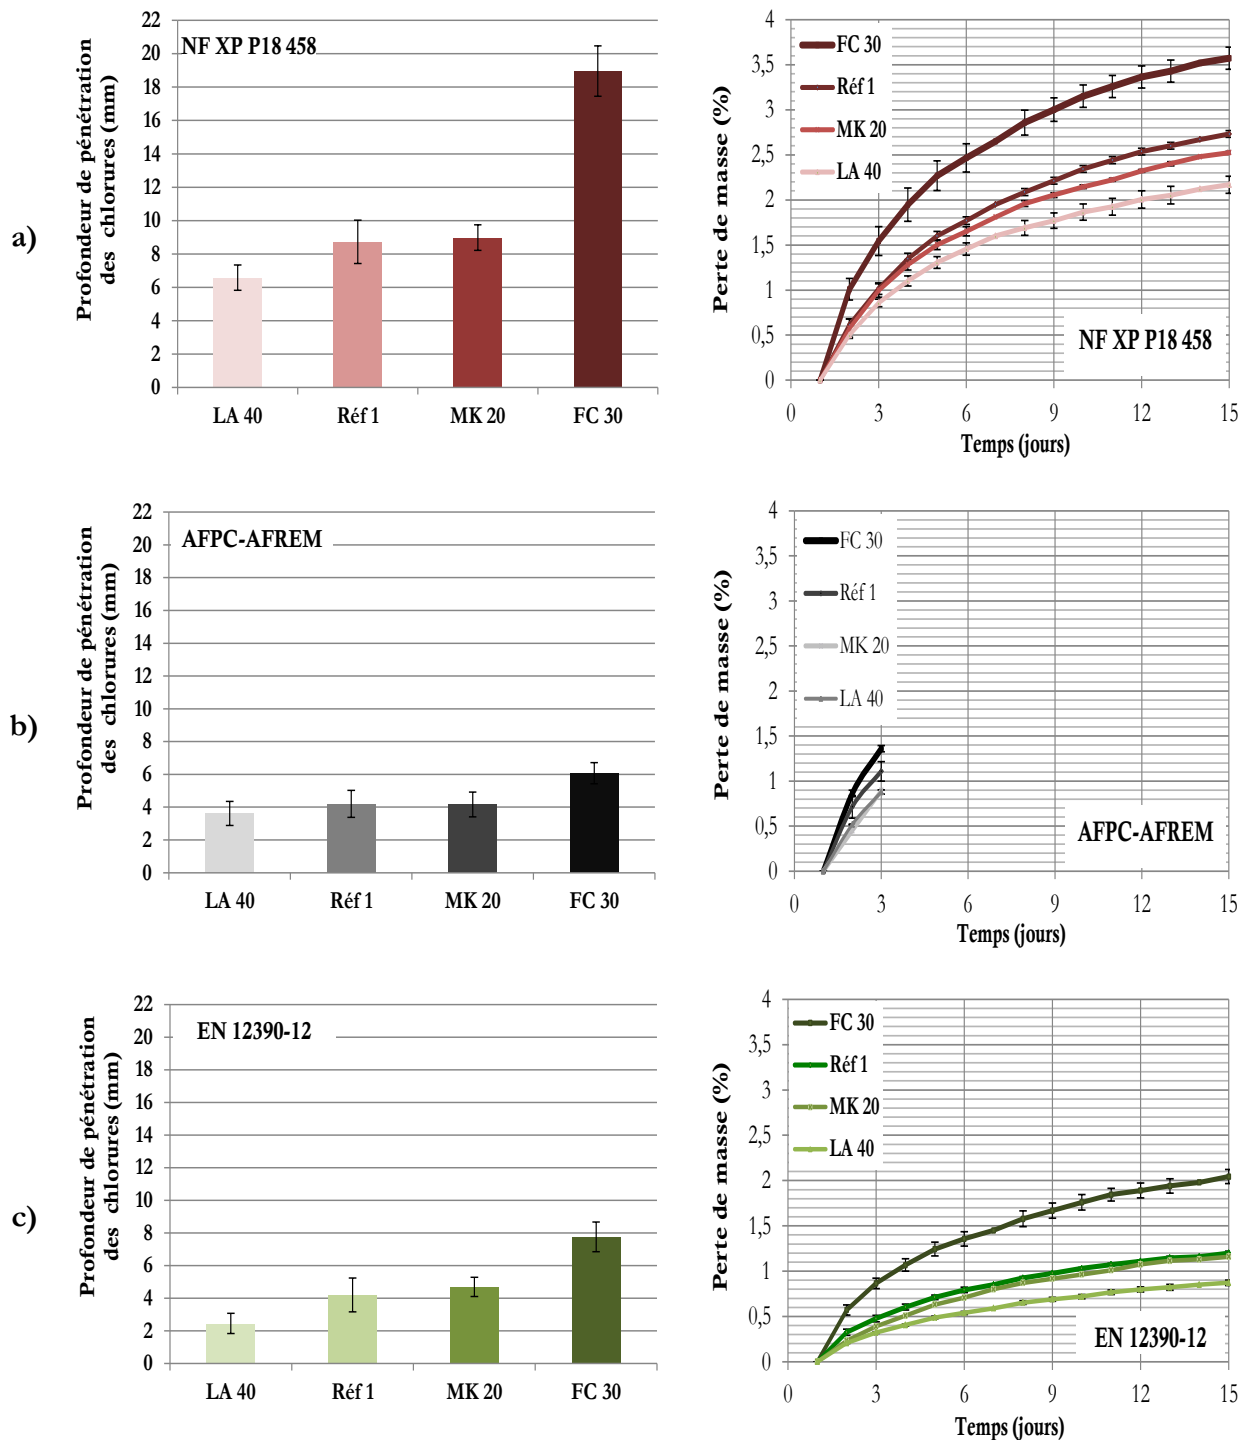 a)
Profondeur de pénétration
des chlorures (mm)
22
20
18
16
14
12
10
8
6
4
2
0
NF XP P18 458
LA 40
Réf 1
MK 20
FC 30
Perte de masse (%)
4
3,5
3
2,5
2
1,5
1
0,5
0
FC 30
Réf 1
MK 20
LA 40
NF XP P18 458
0
3
6
9
12
15
Temps (jours)
b)
Profondeur de pénétration
des chlorures (mm)
22
20
18
16
14
12
10
8
6
4
2
0
AFPC-AFREM
LA 40
Réf 1
MK 20
FC 30
Perte de masse (%)
4
3,5
3
2,5
2
1,5
1
0,5
0
FC 30
Réf 1
MK 20
LA 40
AFPC-AFREM
0
3
6
9
12
15
Temps (jours)
c)
Profondeur de pénétration
des chlorures (mm)
22
20
18
16
14
12
10
8
6
4
2
0
EN 12390-12
LA 40
Réf 1
MK 20
FC 30
Perte de masse (%)
4
3,5
3
2,5
2
1,5
1
0,5
0
FC 30
Réf 1
MK 20
LA 40
EN 12390-12
0
3
6
9
12
15
Temps (jours)